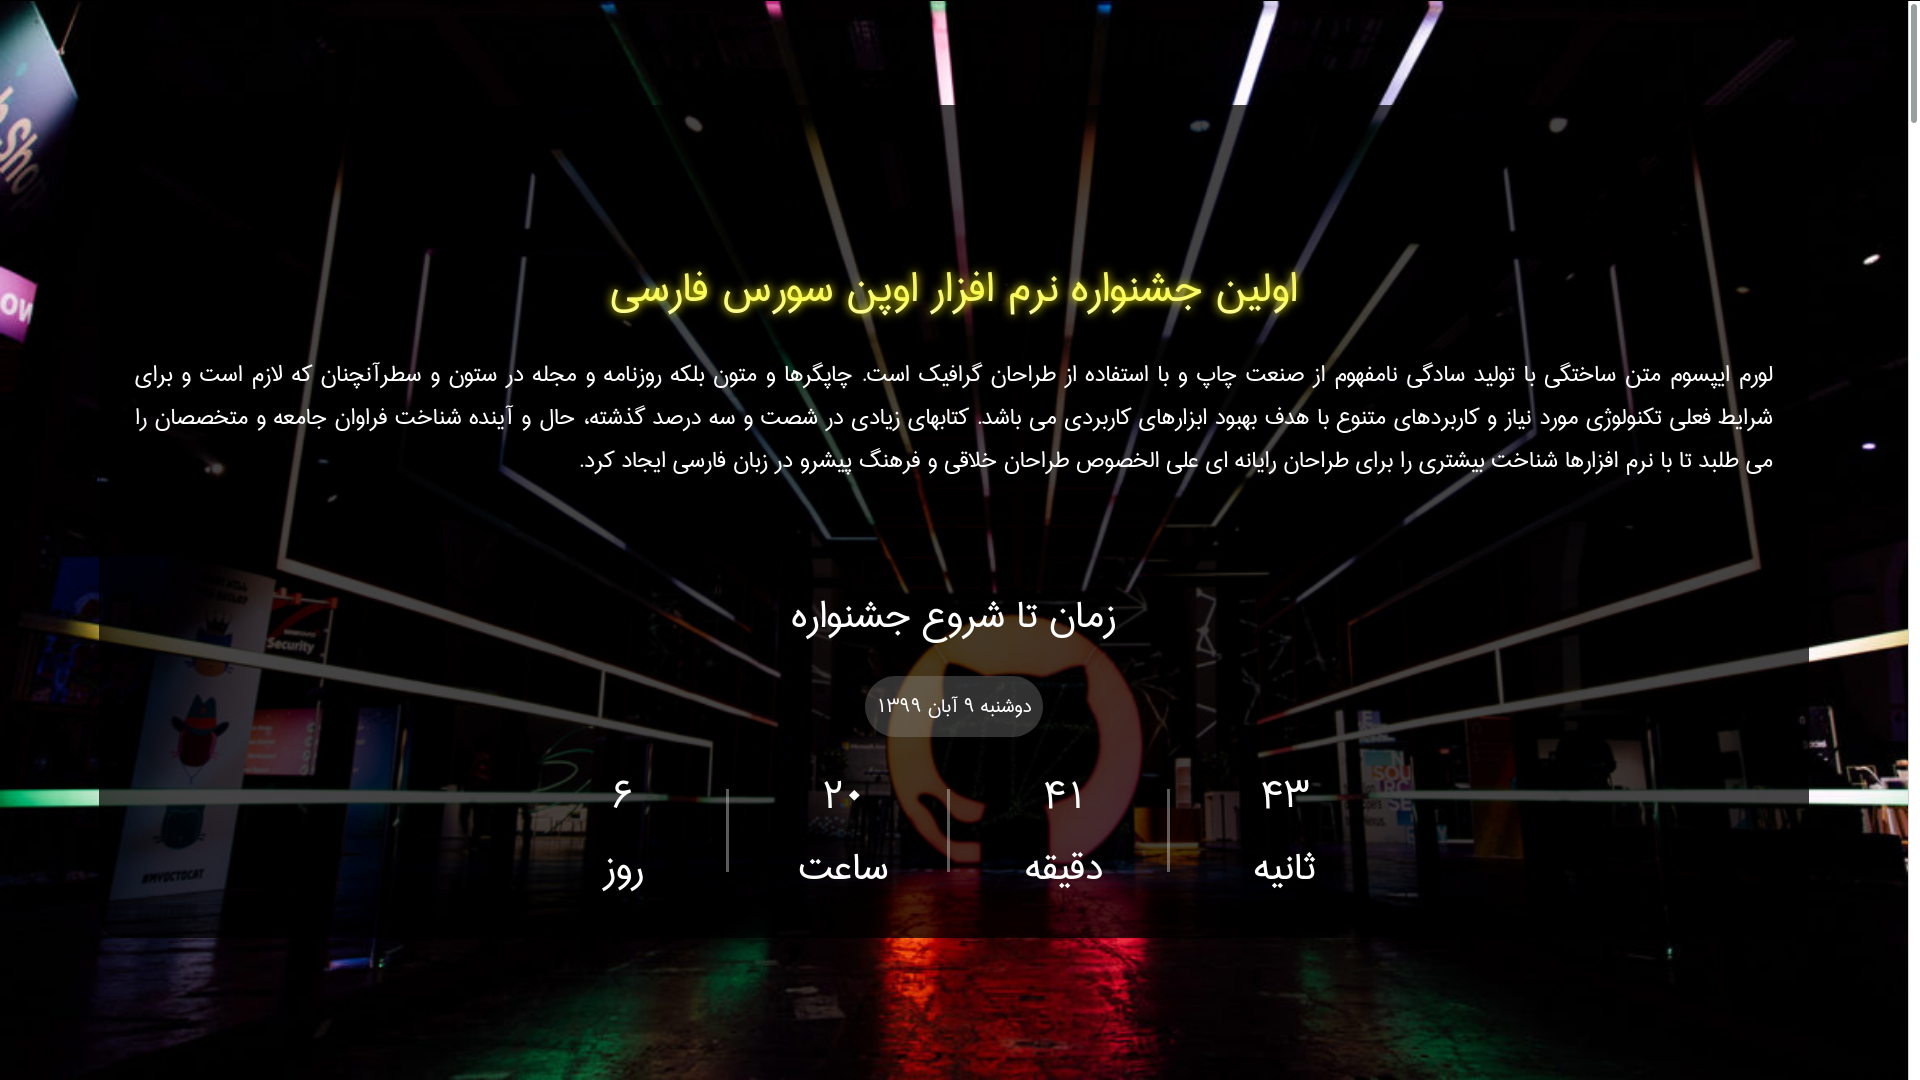 اولین جشنواره نرم افزار اوپن سورس فارسی
لورم ایپسوم متن ساختگی با تولید سادگی نامفهوم از صنعت چاپ و با استفاده از طراحان گرافیک است. چاپگرها و متون بلکه روزنامه و مجله در ستون و سطرآنچنان که لازم است و برای
شرایط فعلی تکنولوژی مورد نیاز و کاربردهای متنوع با هدف بهبود ابزارهای کاربردی می باشد. کتابهای زیادی در شصت و سه درصد گذشته، حال و آینده شناخت فراوان جامعه و متخصصان را
می طلبد تا با نرم افزارها شناخت بیشتری را برای طراحان رایانه ای علی الخصوص طراحان خلاقی و فرهنگ پیشرو در زبان فارسی ایجاد کرد.
زمان تا شروع جشنواره
دوشنبه ۹ آبان ۱۳۹۹
۴۳ ۴۱ ۲۰ ۶
ثانیه دقیقه ساعت روز
Shop
Security
#MYOCTOCAT